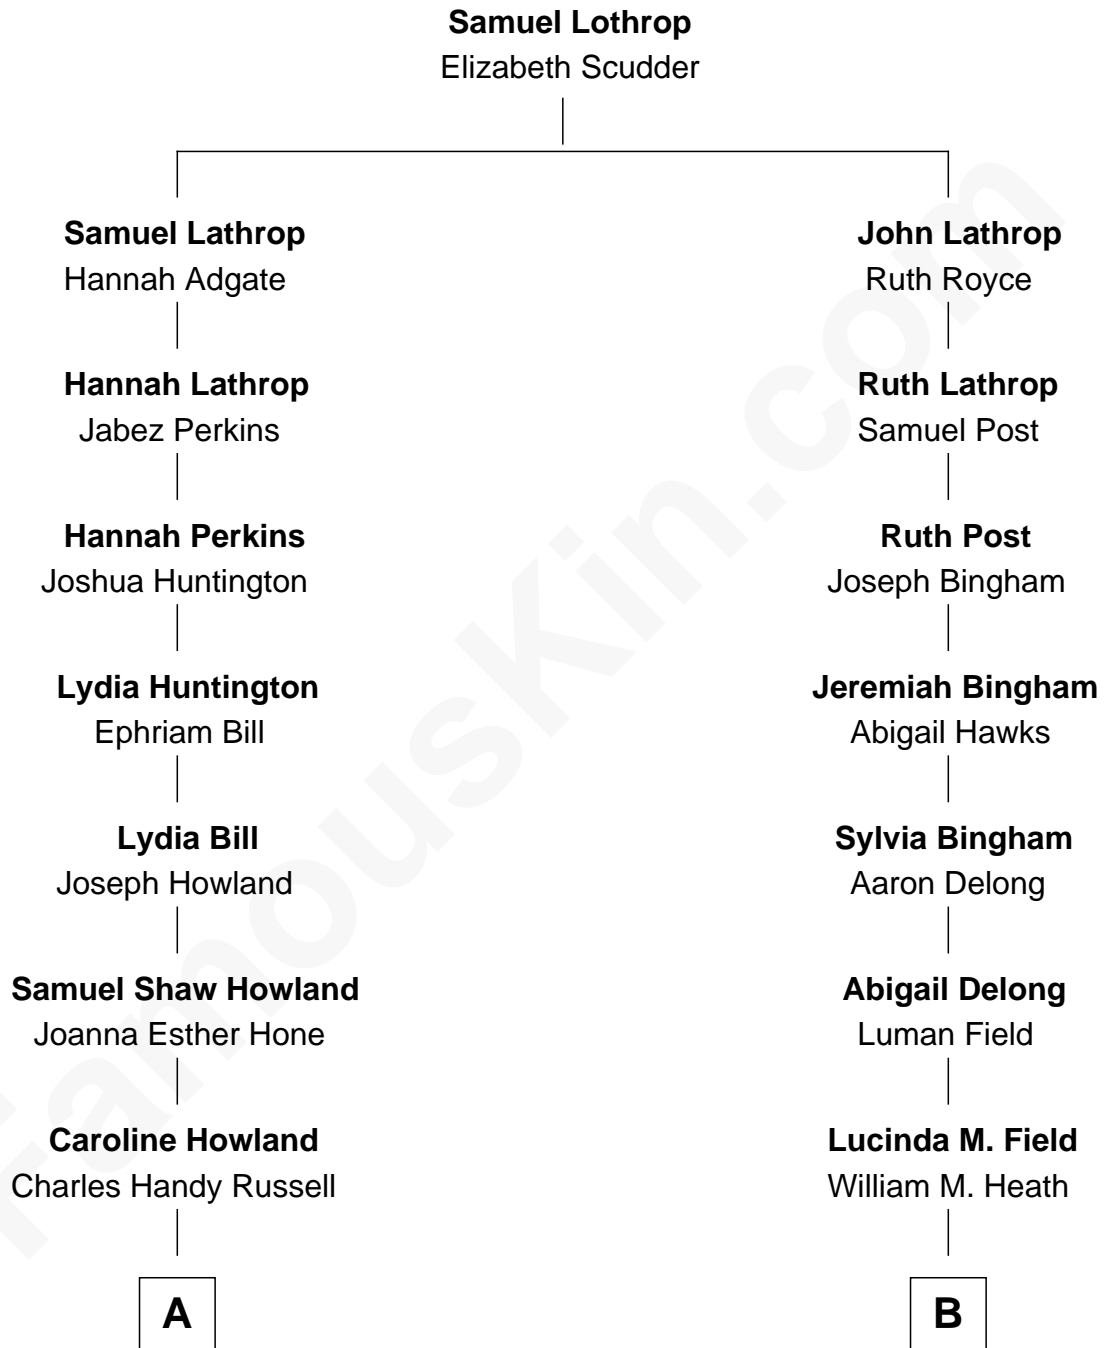 Samuel Lothrop
Elizabeth Scudder
Samuel Lathrop
Hannah Adgate
John Lathrop
Ruth Royce
Hannah Lathrop
Jabez Perkins
Ruth Lathrop
Samuel Post
Hannah Perkins
Joshua Huntington
Ruth Post
Joseph Bingham
Lydia Huntington
Ephriam Bill
Jeremiah Bingham
Abigail Hawks
Lydia Bill
Joseph Howland
Sylvia Bingham
Aaron Delong
Samuel Shaw Howland
Joanna Esther Hone
Abigail Delong
Luman Field
Caroline Howland
Charles Handy Russell
Lucinda M. Field
William M. Heath
A
B
FamousKin.com